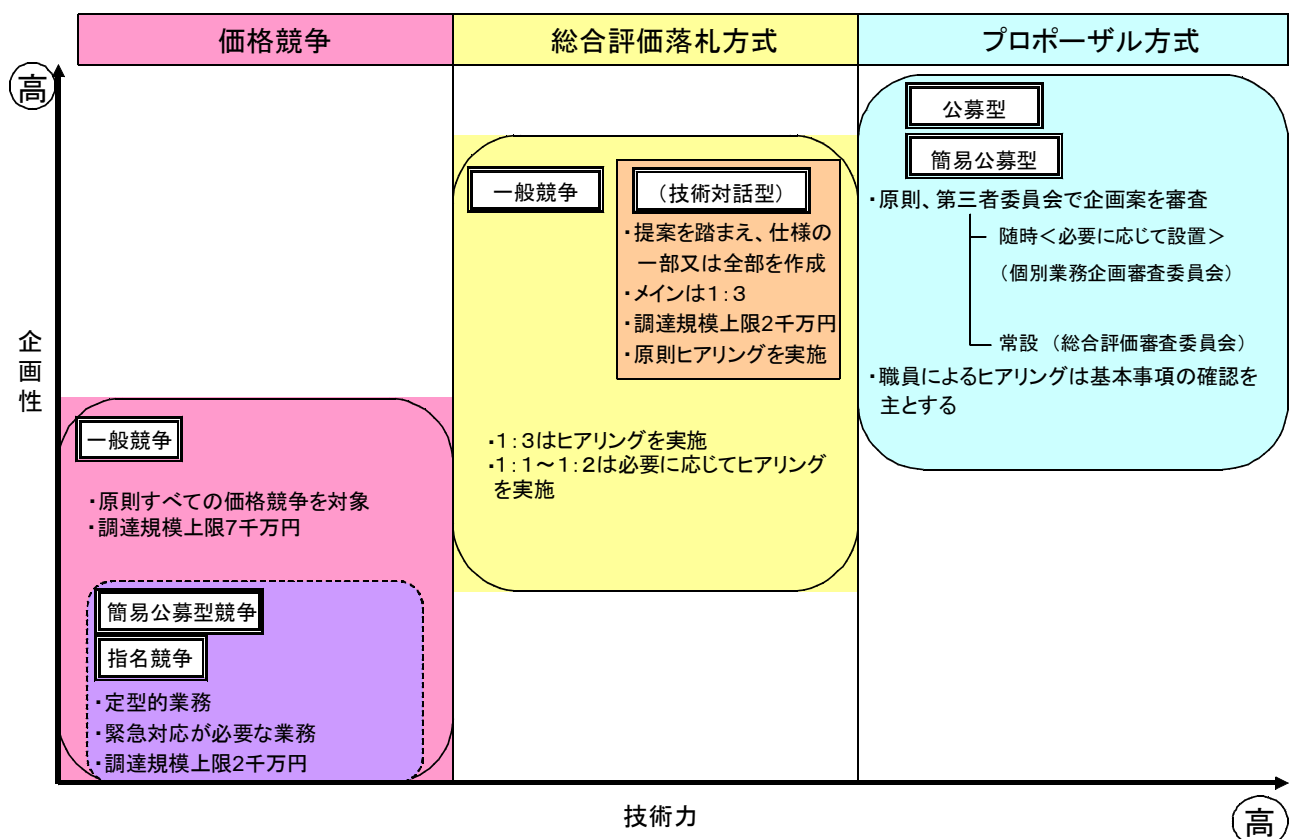 価格競争
総合評価落札方式
プロポーザル方式
高
企画性
一般競争
・原則すべての価格競争を対象
・調達規模上限7千万円
簡易公募型競争
指名競争
・定型的業務
・緊急対応が必要な業務
・調達規模上限2千万円
一般競争
（技術対話型）
・提案を踏まえ、仕様の
一部又は全部を作成
・メインは1：3
・調達規模上限2千万円
・原則ヒアリングを実施
・1：3はヒアリングを実施
・1：1～1：2は必要に応じてヒアリング
を実施
公募型
簡易公募型
・原則、第三者委員会で企画案を審査
随時＜必要に応じて設置＞
（個別業務企画審査委員会）
常設（総合評価審査委員会）
・職員によるヒアリングは基本事項の確認を
主とする
技術力
高